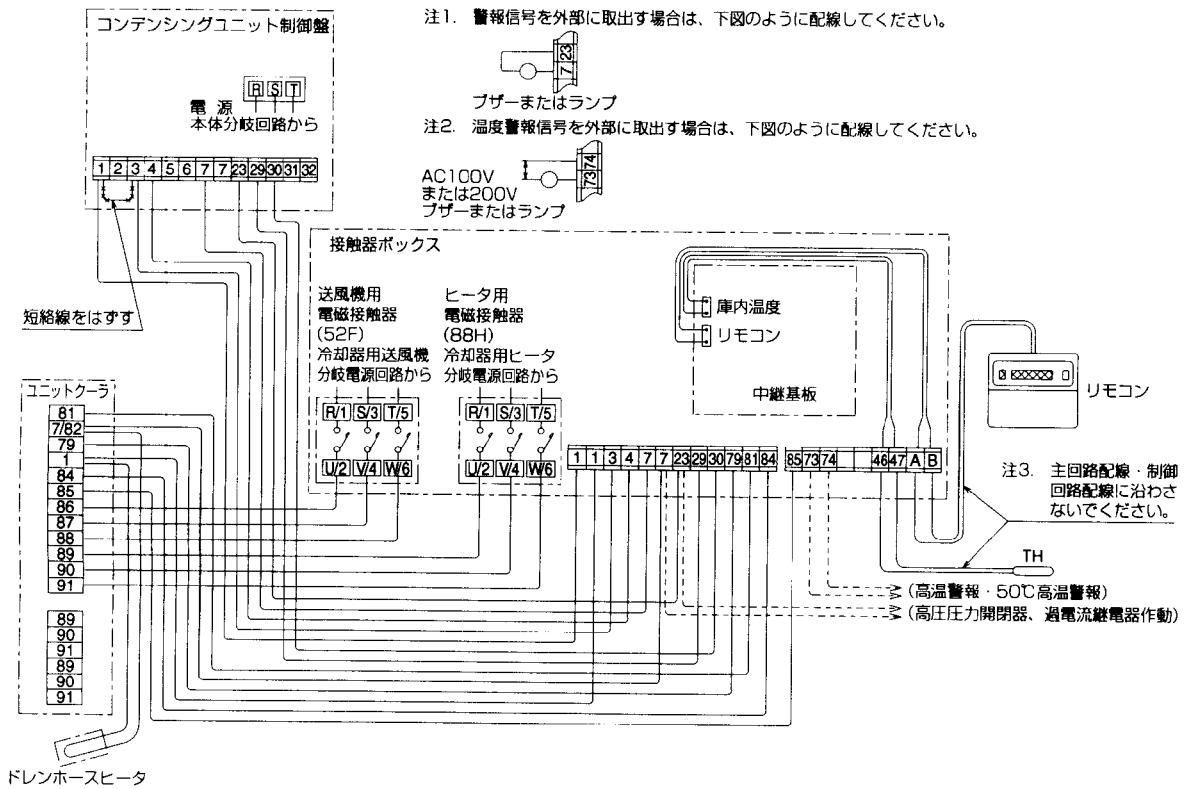 コンデンシングユニット制御盤
R S T
電 源
本体分岐回路から
1 2 3 4 5 6 7 7 23 29 30 31 32
短絡線をはずす
注1. 警報信号を外部に取出す場合は、下図のように配線してください。
23
7
ブザーまたはランプ
注2. 温度警報信号を外部に取出す場合は、下図のように配線してください。
74
73
AC100V
または200V
ブザーまたはランプ
接触器ボックス
送風機用
電磁接触器
(52F)
冷却器用送風機
分岐電源回路から
R/1 S/3 T/5
U/2 V/4 W/6
ヒータ用
電磁接触器
(88H)
冷却器用ヒータ
分岐電源回路から
R/1 S/3 T/5
U/2 V/4 W/6
庫内温度
リモコン
中継基板
1 1 3 4 7 7 23 29 30 79 81 84
85 73 74 46 47 A B
リモコン
注3. 主回路配線・制御
回路配線に沿わさ
ないでください。
TH
(高温警報・50℃高温警報)
(高圧圧力開閉器、過電流継電器作動)
ユニットクーラ
81
7/82
79
1
84
85
86
87
88
89
90
91
89
90
91
89
90
91
ドレンホースヒータ